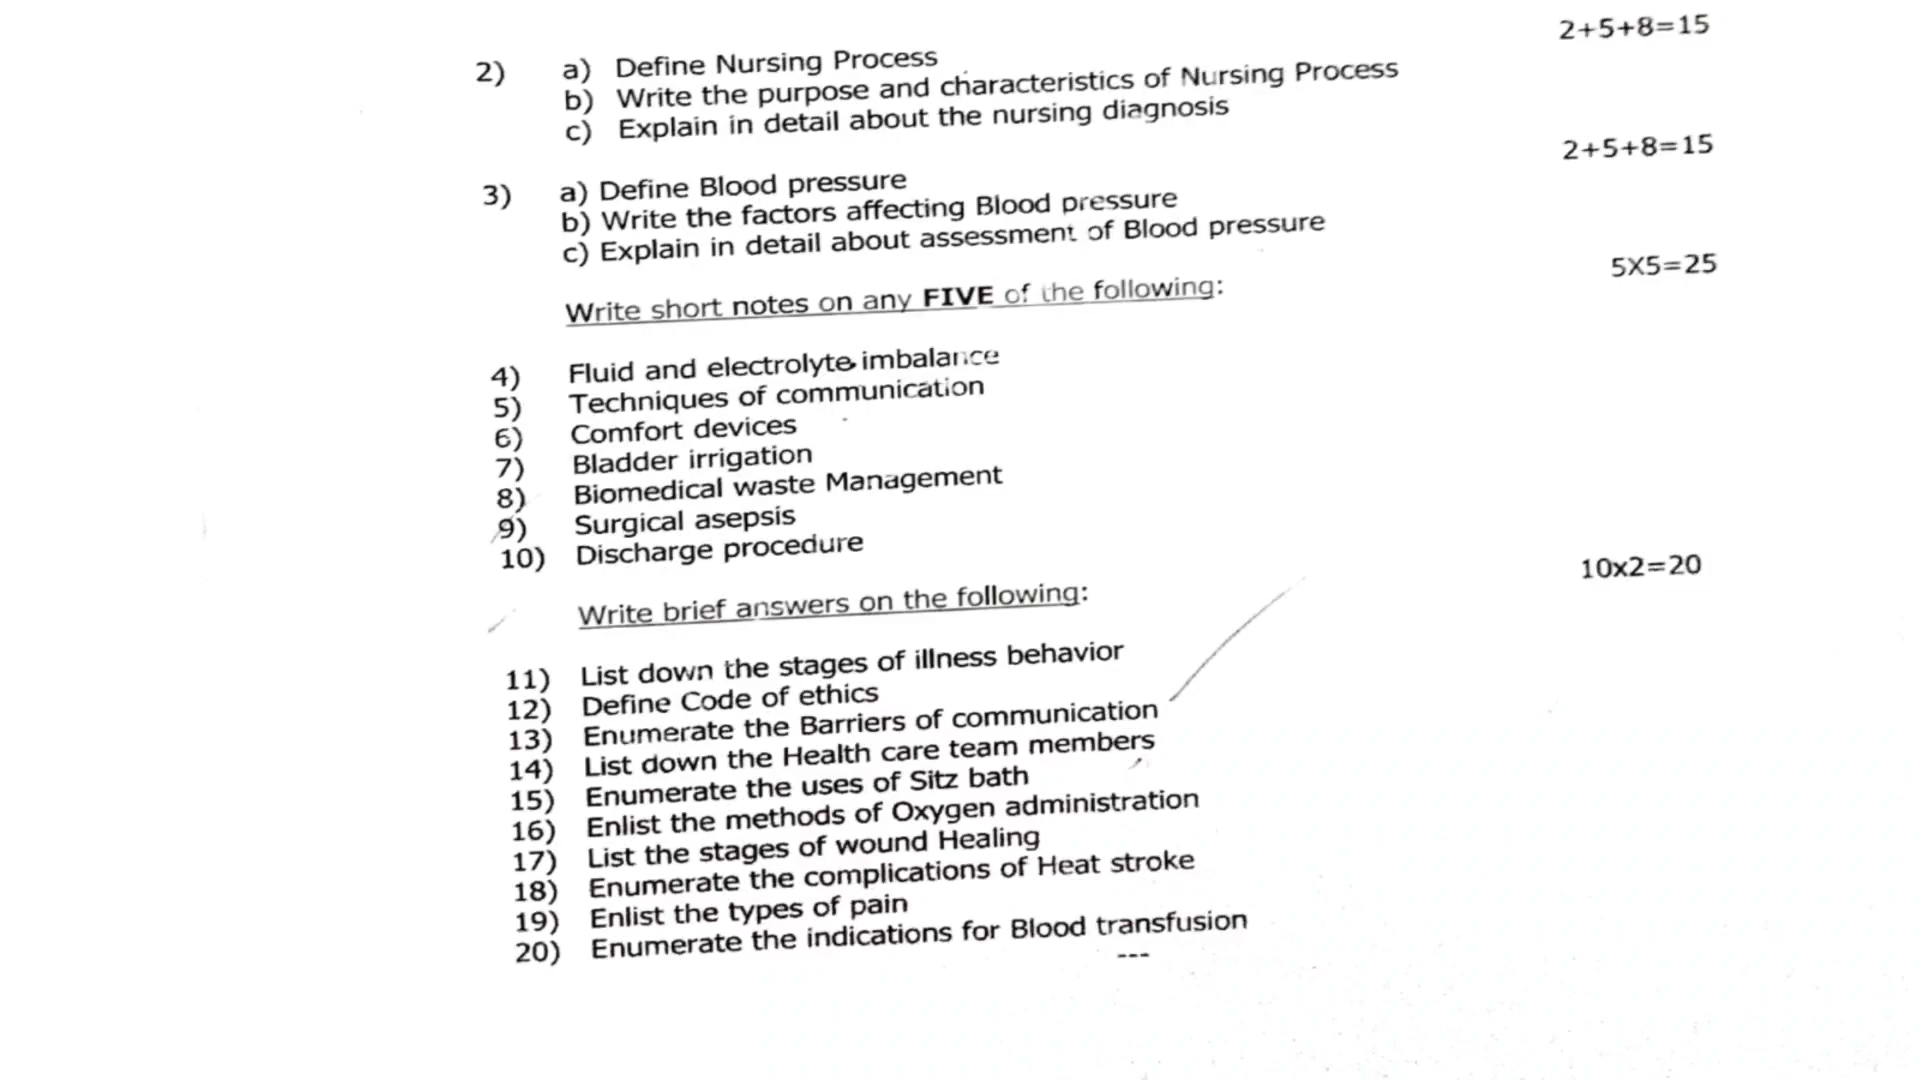 2+5+8=15
2) a) Define Nursing Process
b) Write the purpose and characteristics of Nursing Process
c) Explain in detail about the nursing diagnosis
2+5+8=15
3) a) Define Blood pressure
b) Write the factors affecting Blood pressure
c) Explain in detail about assessment of Blood pressure
5X5=25
Write short notes on any FIVE of the following:
4) Fluid and electrolyte imbalance
5) Techniques of communication
6) Comfort devices
7) Bladder irrigation
8) Biomedical waste Management
9) Surgical asepsis
10) Discharge procedure
10x2=20
Write brief answers on the following:
11) List down the stages of illness behavior
12) Define Code of ethics
13) Enumerate the Barriers of communication
14) List down the Health care team members
15) Enumerate the uses of Sitz bath
16) Enlist the methods of Oxygen administration
17) List the stages of wound Healing
18) Enumerate the complications of Heat stroke
19) Enlist the types of pain
20) Enumerate the indications for Blood transfusion
---